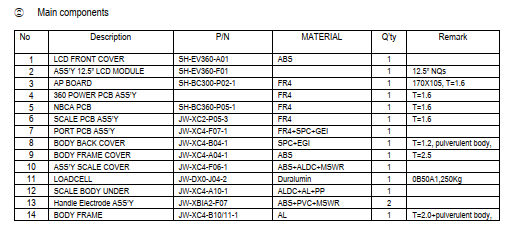 ② Main components
No Description P/N MATERIAL Q'ty Remark
1 LCD FRONT COVER SH-EV360-A01 ABS 1
2 ASS'Y 12.5" LCD MODULE SH-EV360-F01 1 12.5" NQs
3 AP BOARD SH-BC300-P02-1 FR4 1 170X105, T=1.6
4 360 POWER PCB ASS'Y FR4 1 T=1.6
5 NBCA PCB SH-BC360-P05-1 FR4 1 T=1.6
6 SCALE PCB ASS'Y JW-XC2-P05-3 FR4 1 T=1.6
7 PORT PCB ASS'Y JW-XC4-F07-1 FR4+SPC+GEI 1
8 BODY BACK COVER JW-XC4-B04-1 SPC+EGI 1 T=1.2, pulverulent body,
9 BODY FRAME COVER JW-XC4-A04-1 ABS 1 T=2.5
10 ASS'Y SCALE COVER JW-XC4-F06-1 ABS+ALDC+MSWR 1
11 LOADCELL JW-DX0-J04-2 Duralumin 1 0B50A1,250Kg
12 SCALE BODY UNDER JW-XC4-A10-1 ALDC+AL+PP 1
13 Handle Electrode ASS'Y JW-XBIA2-F07 ABS+PVC+MSWR 2
14 BODY FRAME JW-XC4-B10/11-1 AL 1 T=2.0+pulverulent body,